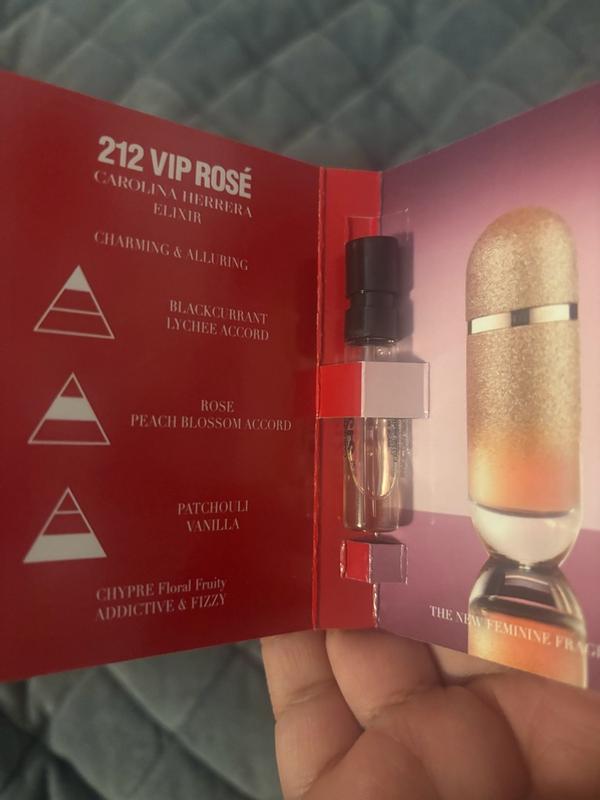 212 VIP ROSÉ
CAROLINA HERRERA
ELIXIR
CHARMING & ALLURING
BLACKCURRANT
LYCHEE ACCORD
ROSE
PEACH BLOSSOM ACCORD
PATCHOULI
VANILLA
CHYPRE Floral Fruity
ADDICTIVE & FIZZY
THE NEW FEMININE